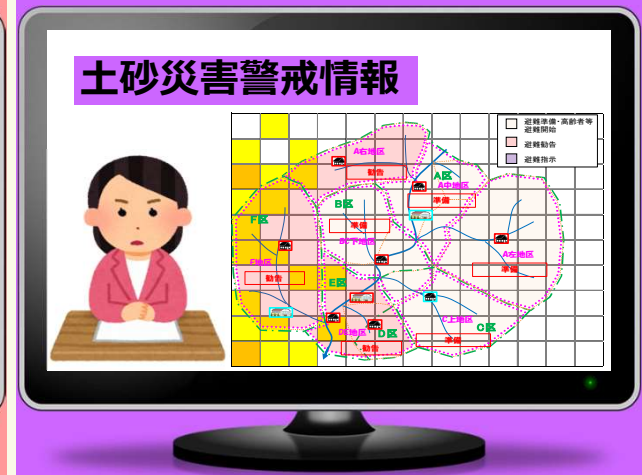 土砂災害警戒情報
避難準備・高齢者等
避難開始
避難勧告
避難指示
A右地区
勧告
A区
A中地区
準備
B区
準備
BC下地区
F区
F地区
勧告
A左地区
準備
E区
C上地区
C区
準備
DE地区
D区
勧告